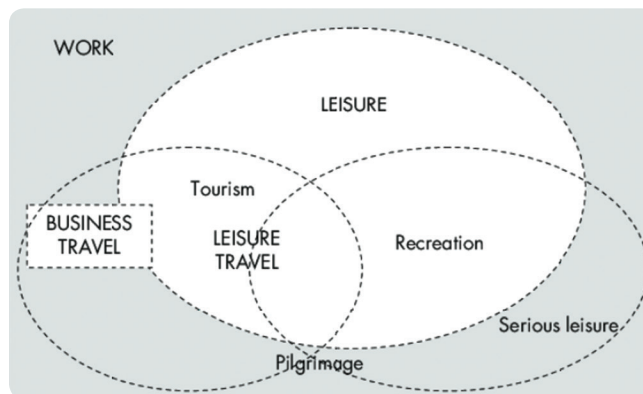 WORK
LEISURE
Tourism
BUSINESS
TRAVEL
LEISURE
TRAVEL
Recreation
Serious leisure
Pilgrimage